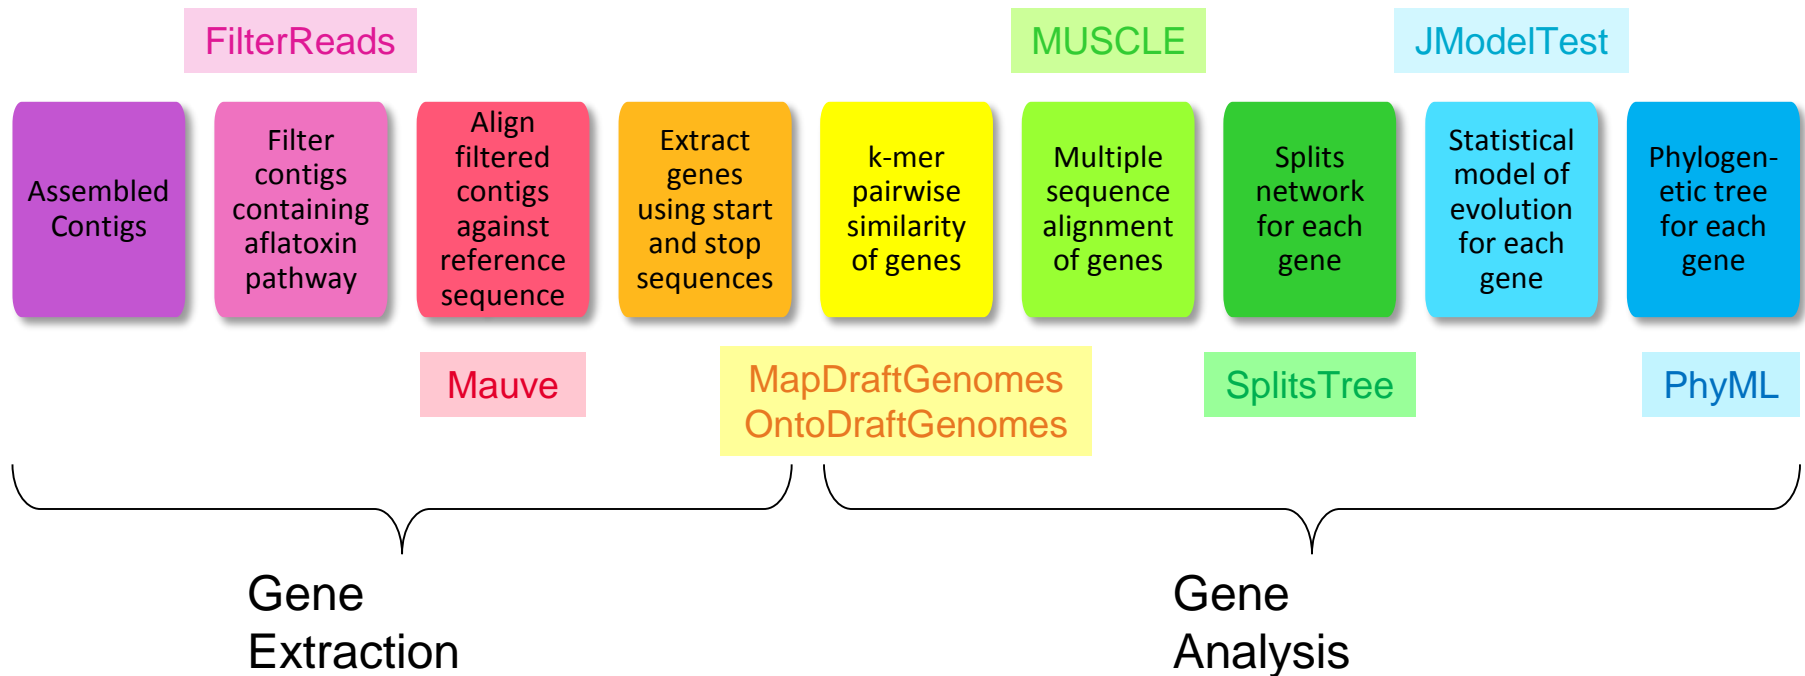 FilterReads
MUSCLE
JModelTest
Assembled
Contigs
Filter
contigs
containing
aflatoxin
pathway
Align
filtered
contigs
against
reference
sequence
Extract
genes
using start
and stop
sequences
k-mer
pairwise
similarity
of genes
Multiple
sequence
alignment
of genes
Splits
network
for each
gene
Statistical
model of
evolution
for each
gene
Phylogen-
etic tree
for each
gene
Mauve
MapDraftGenomes
OntoDraftGenomes
SplitsTree
PhyML
Gene
Extraction
Gene
Analysis